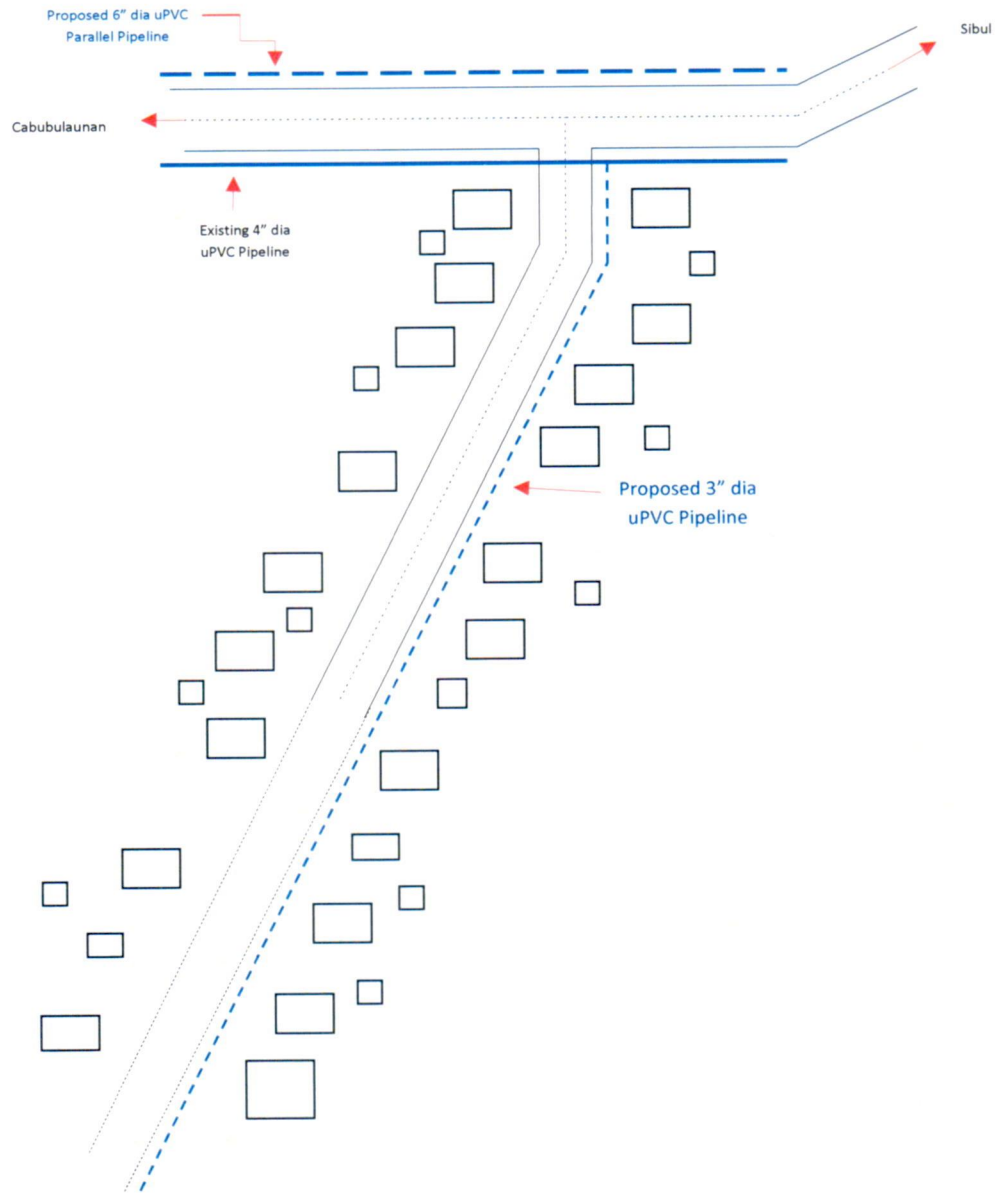 Proposed 6” dia uPVC
Parallel Pipeline
Sibul
Cabubulaunan
Existing 4” dia
uPVC Pipeline
Proposed 3” dia
uPVC Pipeline